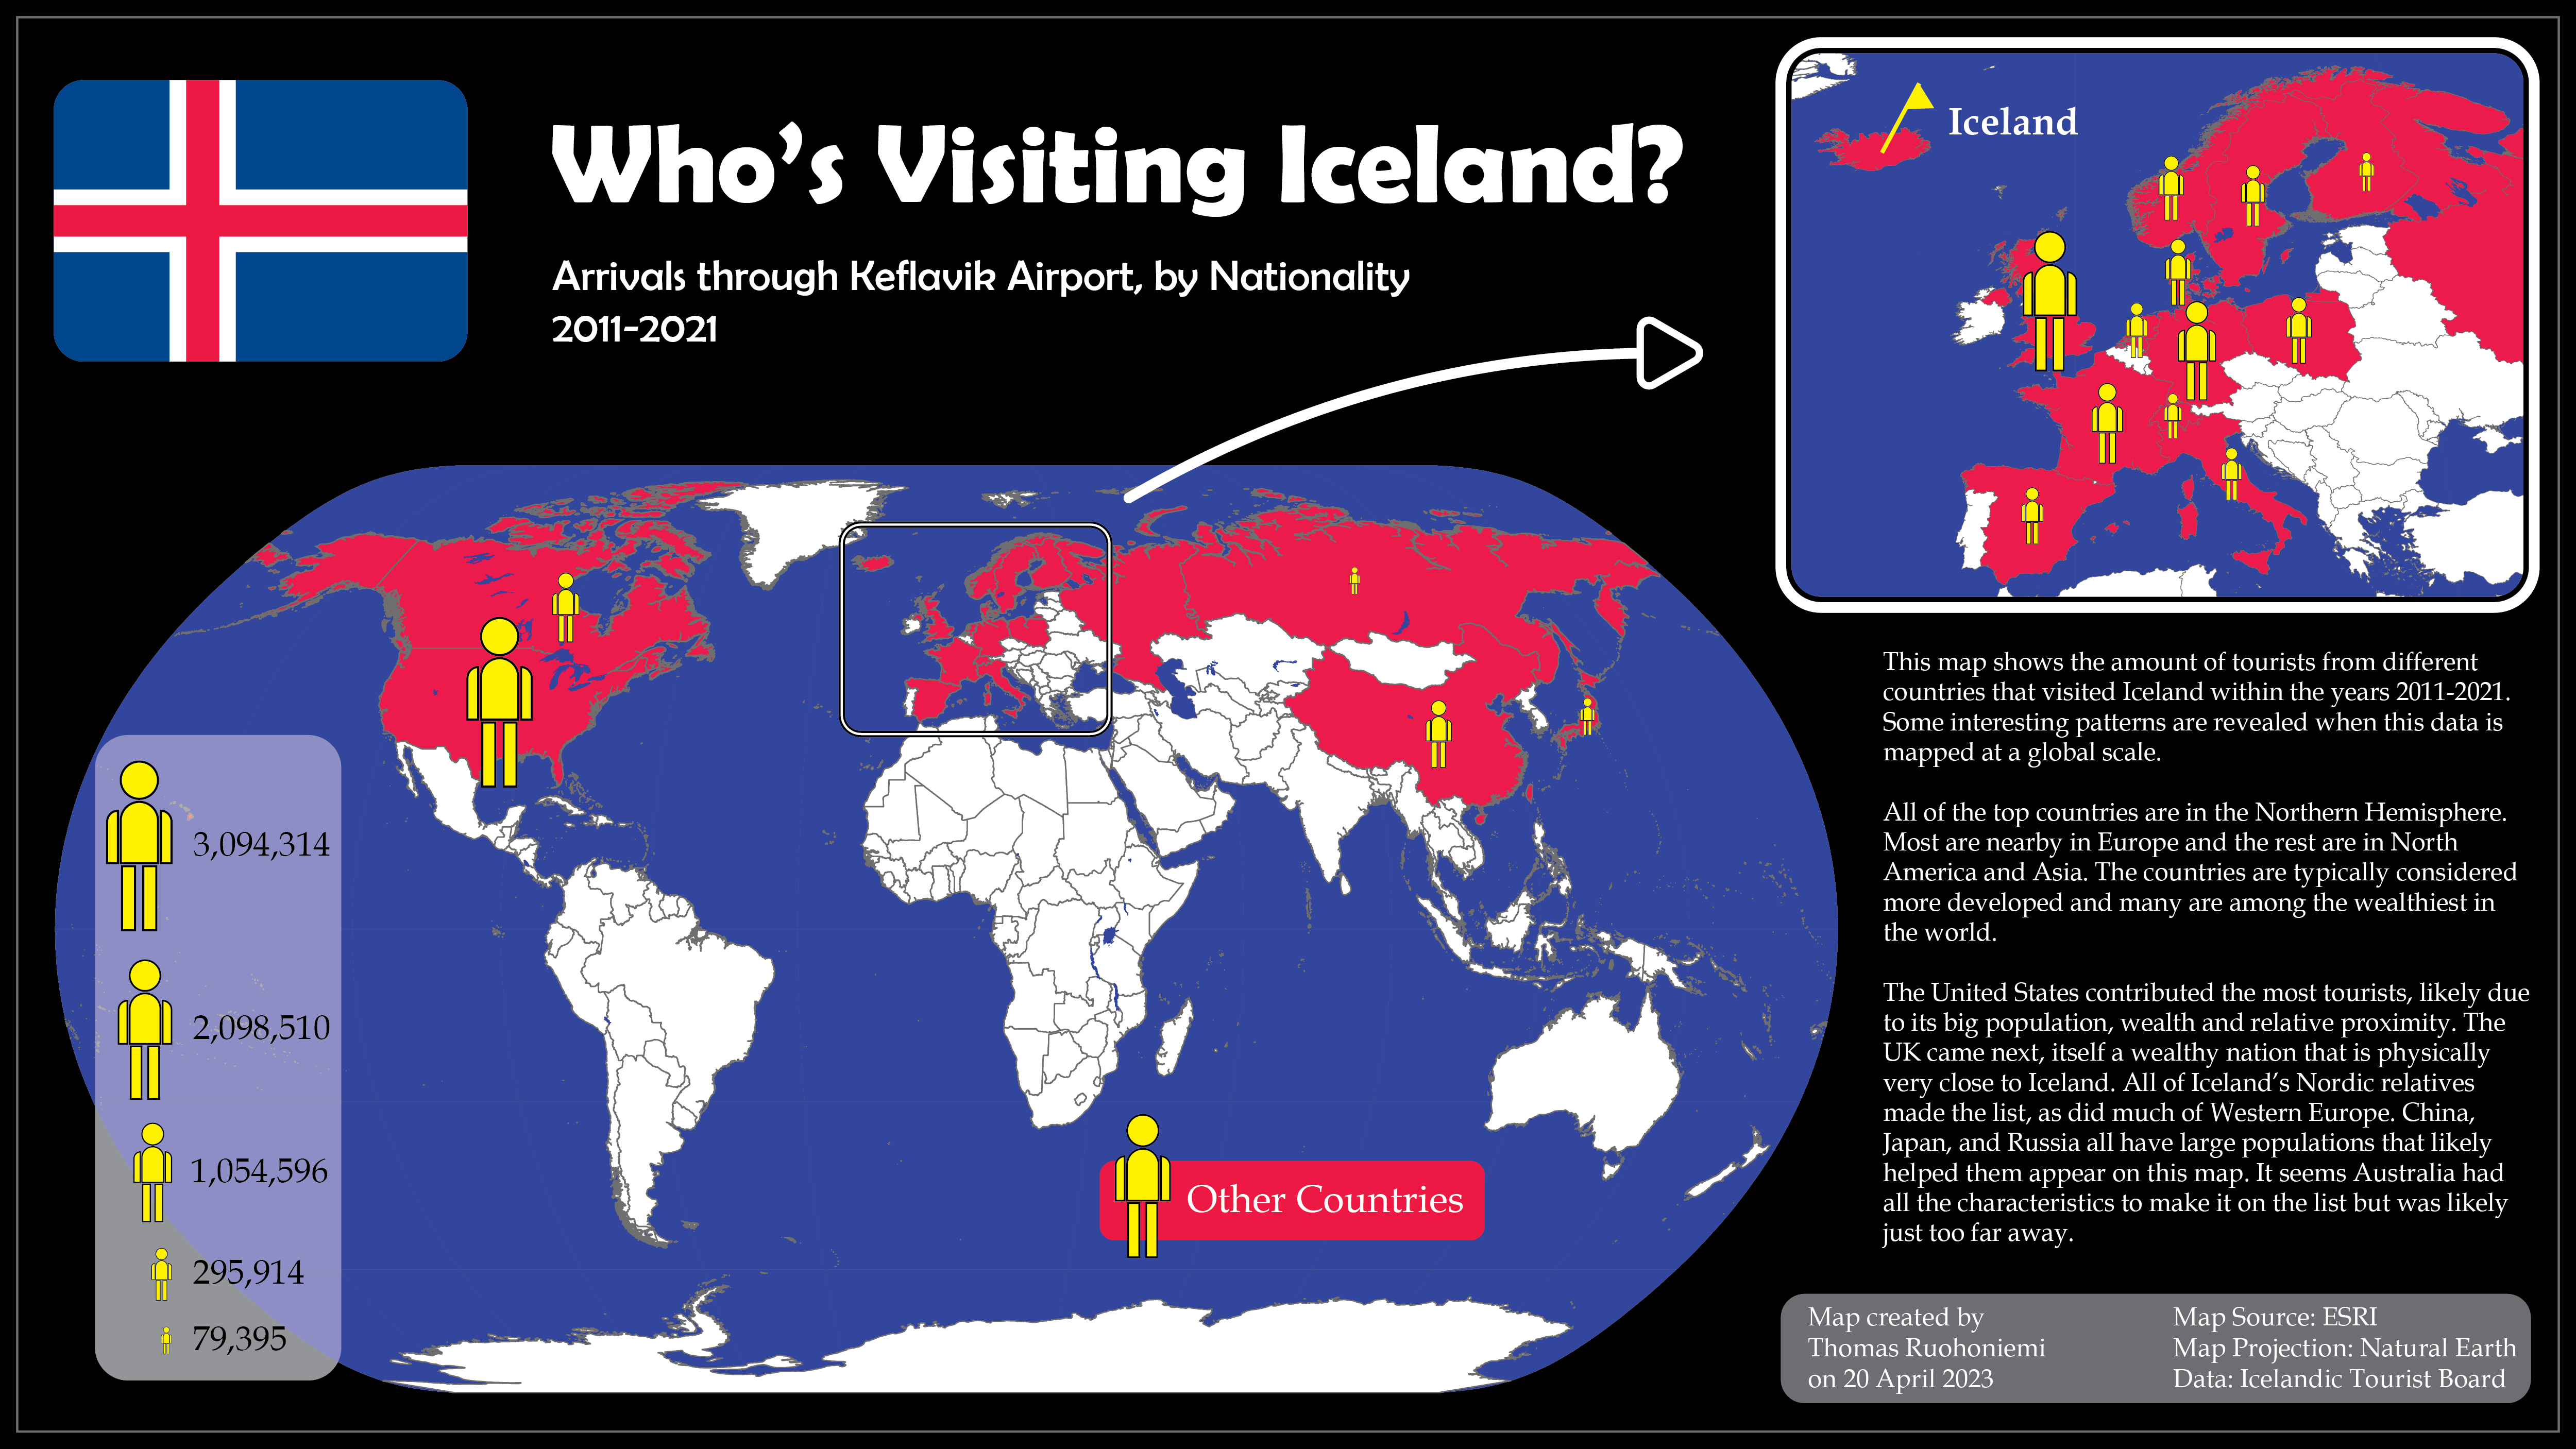 Who's Visiting Iceland?
Arrivals through Keflavik Airport, by Nationality
2011-2021
Iceland
3,094,314
2,098,510
1,054,596
295,914
79,395
Other Countries
This map shows the amount of tourists from different
countries that visited Iceland within the years 2011-2021.
Some interesting patterns are revealed when this data is
mapped at a global scale.
All of the top countries are in the Northern Hemisphere.
Most are nearby in Europe and the rest are in North
America and Asia. The countries are typically considered
more developed and many are among the wealthiest in
the world.
The United States contributed the most tourists, likely due
to its big population, wealth and relative proximity. The
UK came next, itself a wealthy nation that is physically
very close to Iceland. All of Iceland's Nordic relatives
made the list, as did much of Western Europe. China,
Japan, and Russia all have large populations that likely
helped them appear on this map. It seems Australia had
all the characteristics to make it on the list but was likely
just too far away.
Map created by
Thomas Ruohoniemi
on 20 April 2023
Map Source: ESRI
Map Projection: Natural Earth
Data: Icelandic Tourist Board